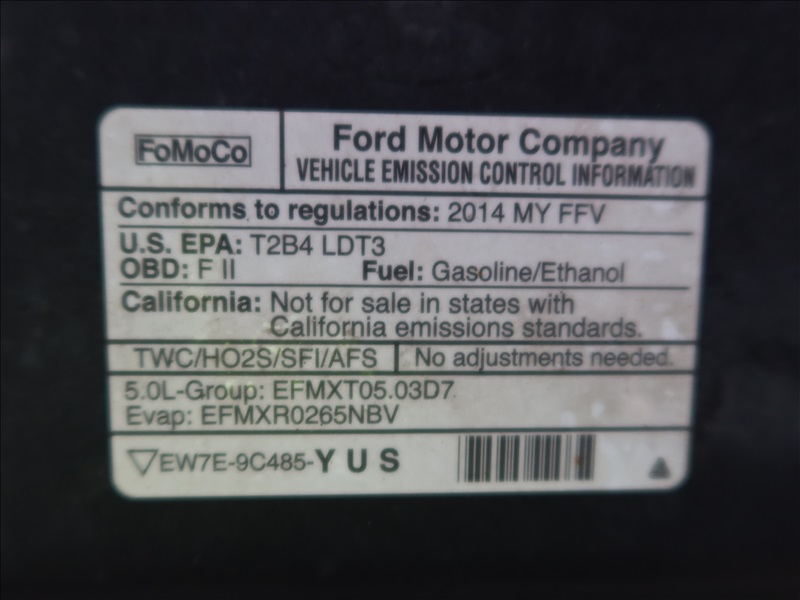 FoMoCo
Ford Motor Company
VEHICLE EMISSION CONTROL INFORMATION
Conforms to regulations: 2014 MY FFV
U.S. EPA: T2B4 LDT3
OBD: F II Fuel: Gasoline/Ethanol
California: Not for sale in states with
California emissions standards.
TWC/HO2S/SFI/AFS No adjustments needed.
5.0L-Group: EFMXT05.03D7
Evap: EFMXR0265NBV
EW7E-9C485-YUS